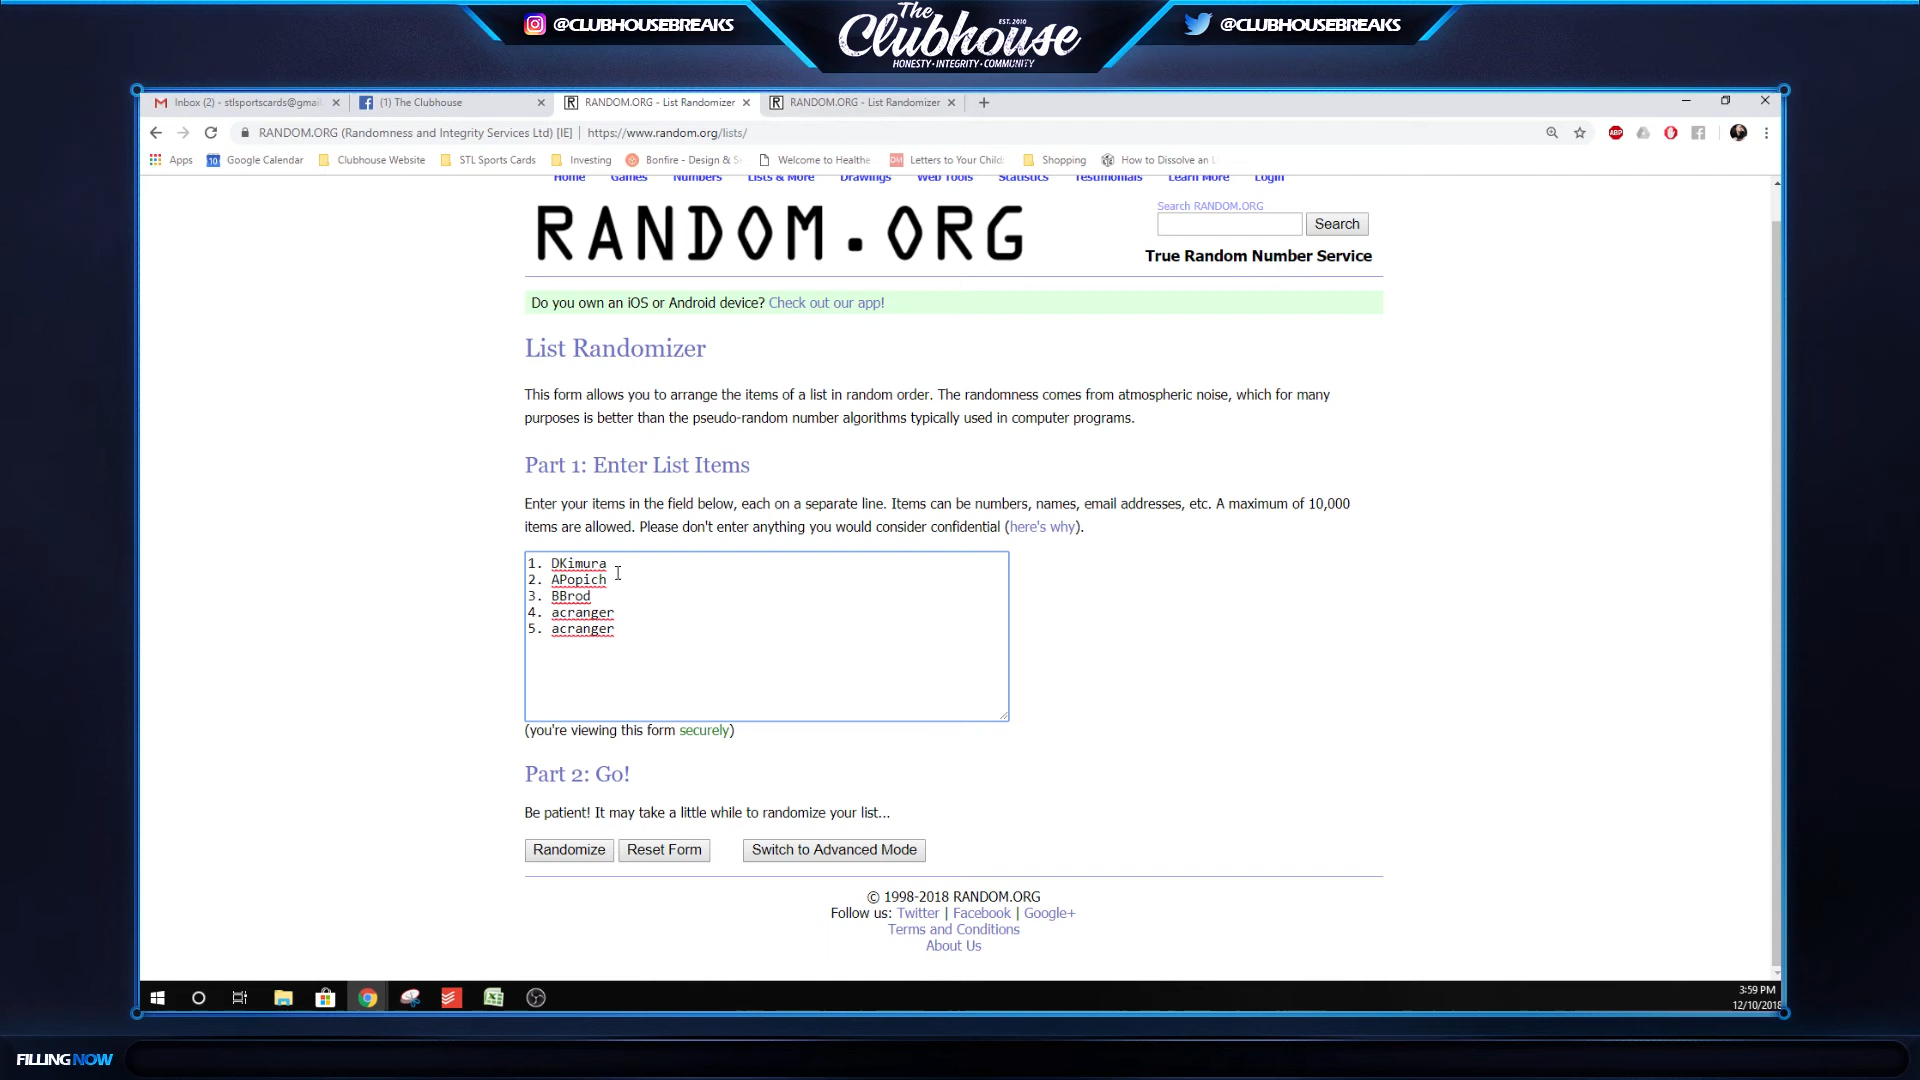 @CLUBHOUSEBREAKS
The Clubhouse
EST. 2010
HONESTY • INTEGRITY • COMMUNITY
@CLUBHOUSEBREAKS
Inbox (2) - stlsportscards@gmai
(1) The Clubhouse
RANDOM.ORG - List Randomizer
RANDOM.ORG - List Randomizer
RANDOM.ORG (Randomness and Integrity Services Ltd) [IE] | https://www.random.org/lists/
Apps
Google Calendar
Clubhouse Website
STL Sports Cards
Investing
Bonfire - Design & S
Welcome to Healthe
Letters to Your Child
Shopping
How to Dissolve an L
Home Games Numbers Lists & More Drawings Web Tools Statistics Testimonials Learn More Login
RANDOM.ORG
Search RANDOM.ORG
Search
True Random Number Service
Do you own an iOS or Android device? Check out our app!
List Randomizer
This form allows you to arrange the items of a list in random order. The randomness comes from atmospheric noise, which for many
purposes is better than the pseudo-random number algorithms typically used in computer programs.
Part 1: Enter List Items
Enter your items in the field below, each on a separate line. Items can be numbers, names, email addresses, etc. A maximum of 10,000
items are allowed. Please don't enter anything you would consider confidential (here's why).
1. DKimura
2. APopich
3. BBrod
4. acranger
5. acranger
(you're viewing this form securely)
Part 2: Go!
Be patient! It may take a little while to randomize your list...
Randomize
Reset Form
Switch to Advanced Mode
© 1998-2018 RANDOM.ORG
Follow us: Twitter | Facebook | Google+
Terms and Conditions
About Us
3:59 PM
12/10/2018
FILLING NOW